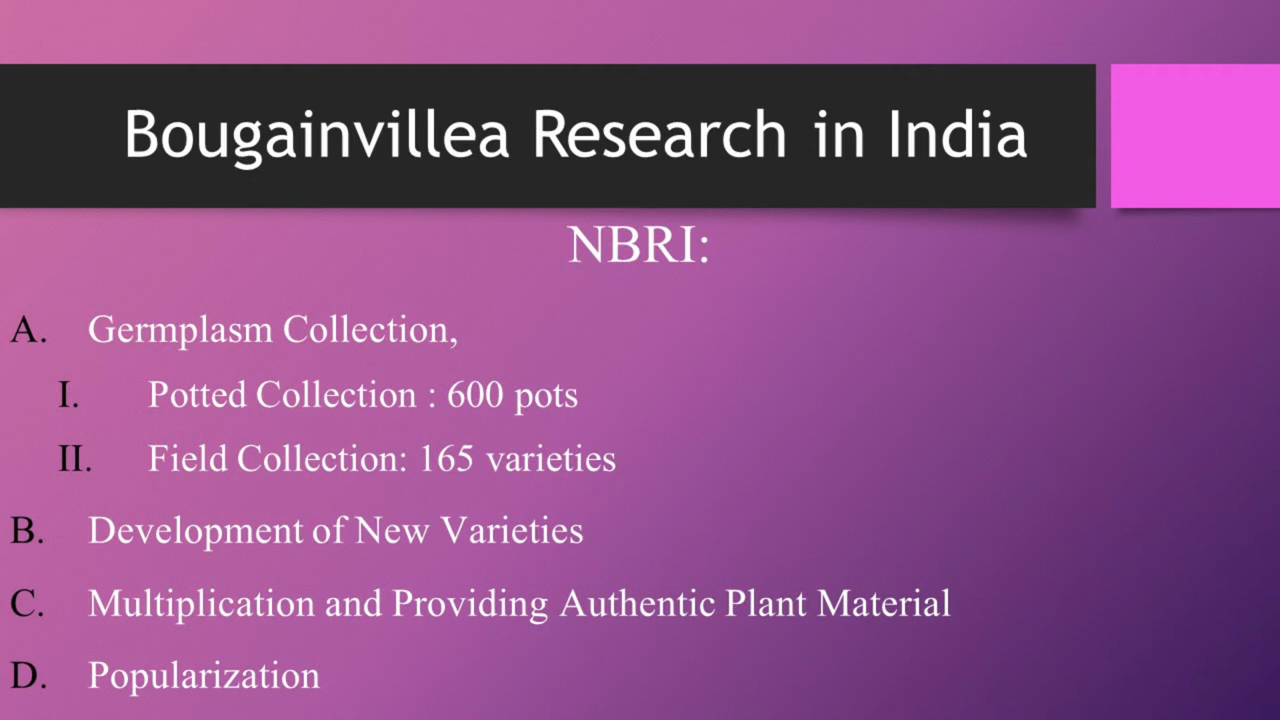 Bougainvillea Research in India
NBRI:
A. Germplasm Collection,
I. Potted Collection : 600 pots
II. Field Collection: 165 varieties
B. Development of New Varieties
C. Multiplication and Providing Authentic Plant Material
D. Popularization